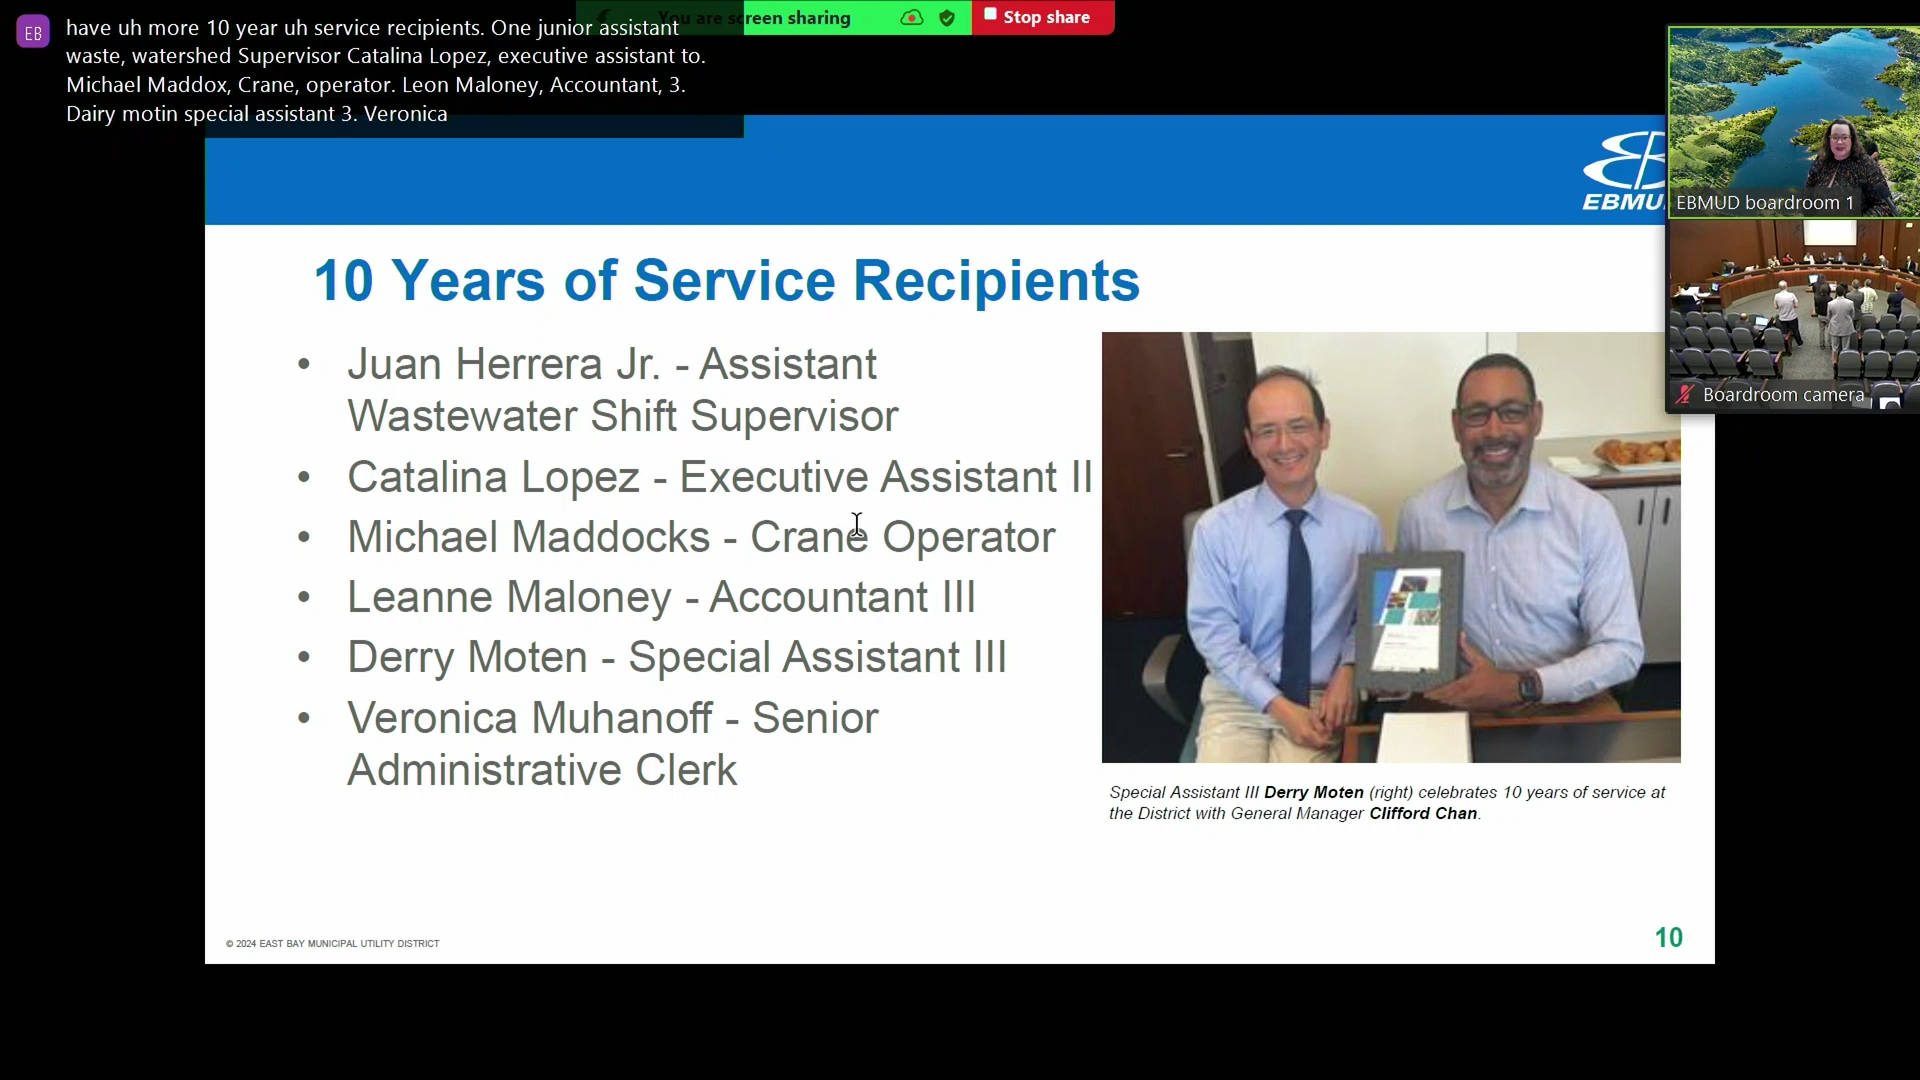 EB
have uh more 10 year uh service recipients. One junior assistant
waste, watershed Supervisor Catalina Lopez, executive assistant to.
Michael Maddox, Crane, operator. Leon Maloney, Accountant, 3.
Dairy motin special assistant 3. Veronica
You are screen sharing
Stop share
EBMU
EBMUD boardroom 1
Boardroom camera
10 Years of Service Recipients
• Juan Herrera Jr. - Assistant
Wastewater Shift Supervisor
• Catalina Lopez - Executive Assistant II
• Michael Maddocks - Crane Operator
• Leanne Maloney - Accountant III
• Derry Moten - Special Assistant III
• Veronica Muhanoff - Senior
Administrative Clerk
Special Assistant III Derry Moten (right) celebrates 10 years of service at
the District with General Manager Clifford Chan.
© 2024 EAST BAY MUNICIPAL UTILITY DISTRICT
10